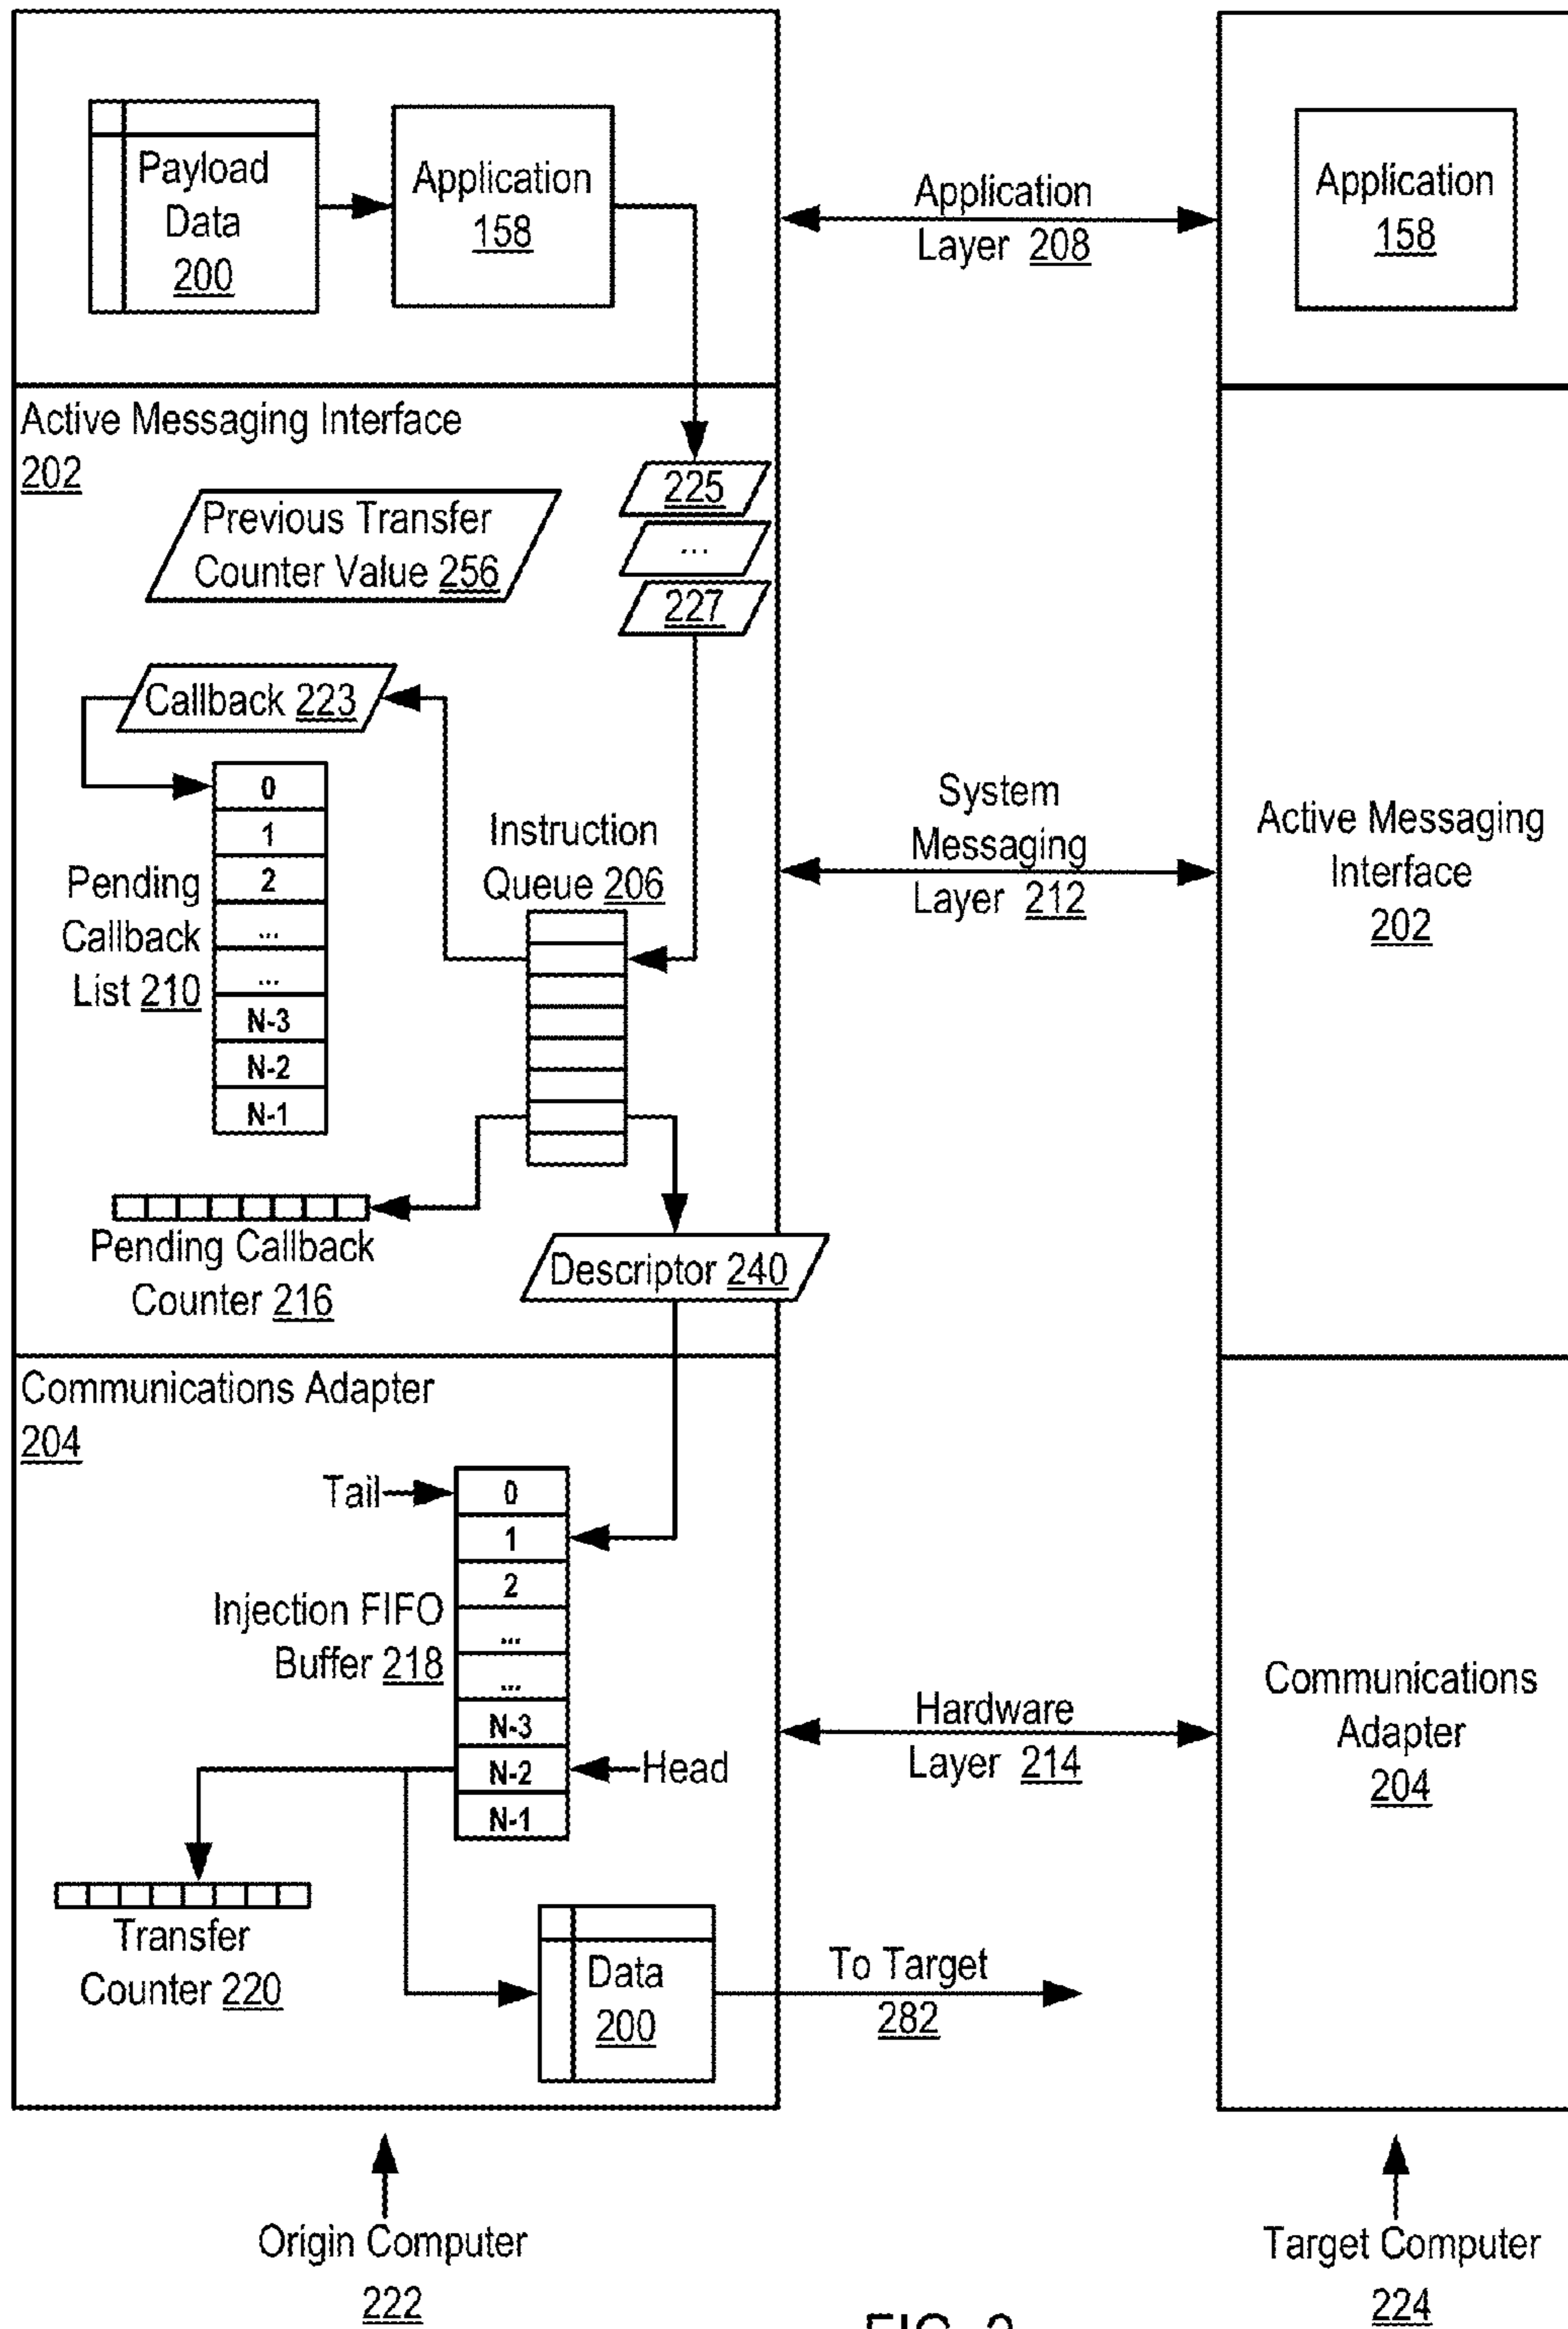 Payload
Data
200
Application
158
Application
Layer 208
Application
158
Active Messaging Interface
202
225
...
227
Previous Transfer
Counter Value 256
Callback 223
0
1
2
...
...
N-3
N-2
N-1
Pending
Callback
List 210
Instruction
Queue 206
System
Messaging
Layer 212
Active Messaging
Interface
202
Pending Callback
Counter 216
Descriptor 240
Communications Adapter
204
Tail
0
1
2
...
...
N-3
N-2
N-1
Injection FIFO
Buffer 218
Head
Hardware
Layer 214
Communications
Adapter
204
Transfer
Counter 220
Data
200
To Target
282
Origin Computer
222
Target Computer
224